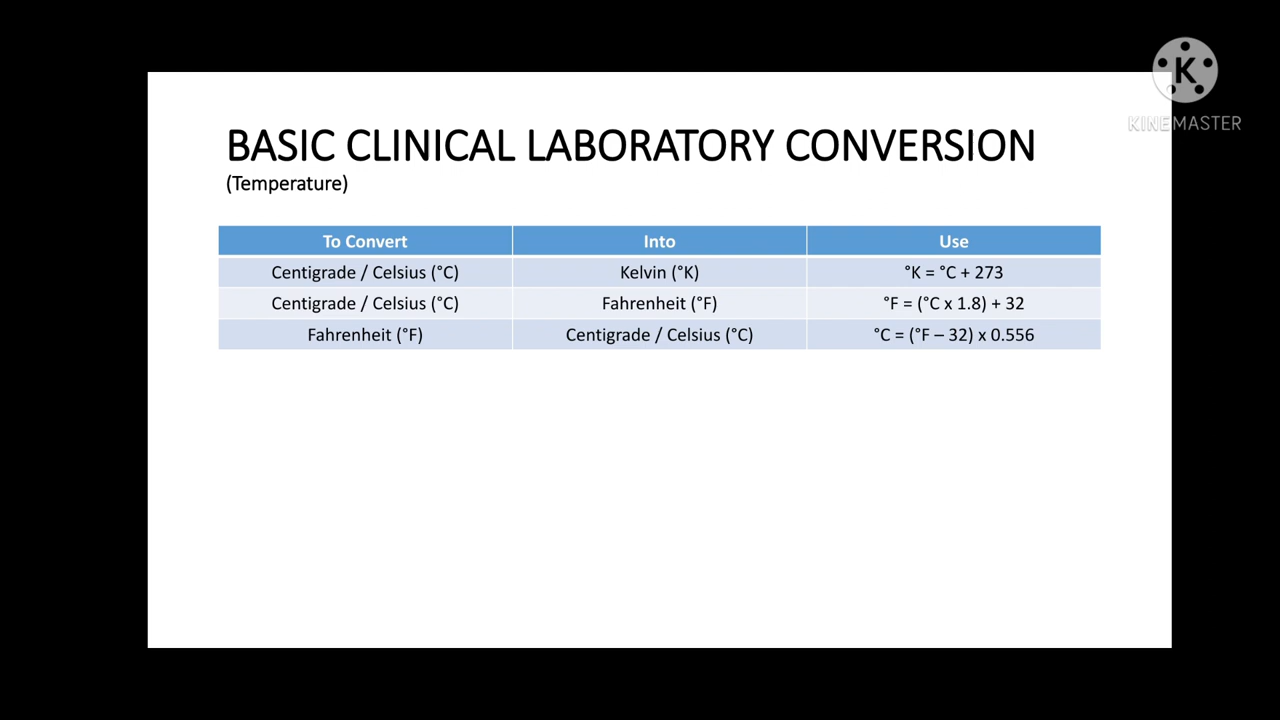 BASIC CLINICAL LABORATORY CONVERSION
(Temperature)
To Convert Into Use
Centigrade / Celsius (°C) Kelvin (°K) °K = °C + 273
Centigrade / Celsius (°C) Fahrenheit (°F) °F = (°C x 1.8) + 32
Fahrenheit (°F) Centigrade / Celsius (°C) °C = (°F – 32) x 0.556
K
KINEMASTER